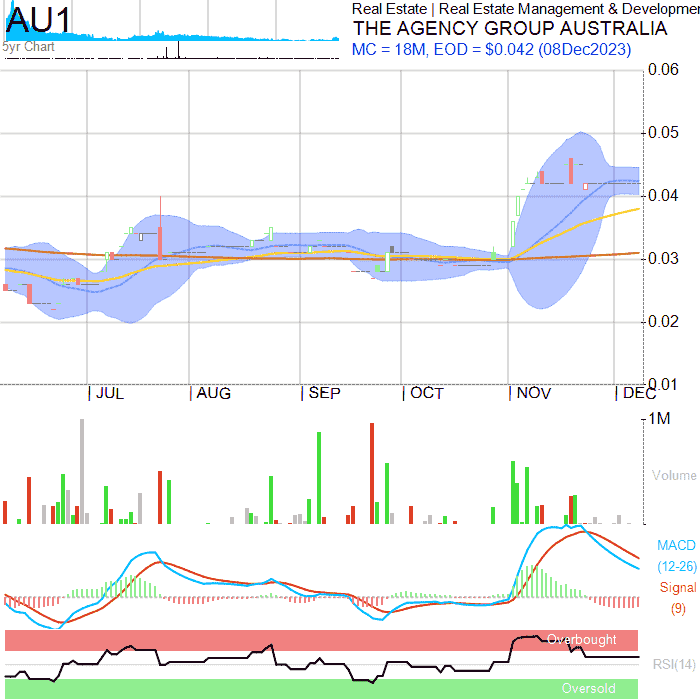 AU1
Real Estate | Real Estate Management & Developmen
THE AGENCY GROUP AUSTRALIA
5yr Chart
MC = 18M, EOD = $0.042 (08Dec2023)
0.06
0.05
0.04
0.03
0.02
0.01
JUL AUG SEP OCT NOV DEC
1M
Volume
MACD
(12-26)
Signal
(9)
Overbought
RSI(14)
Oversold